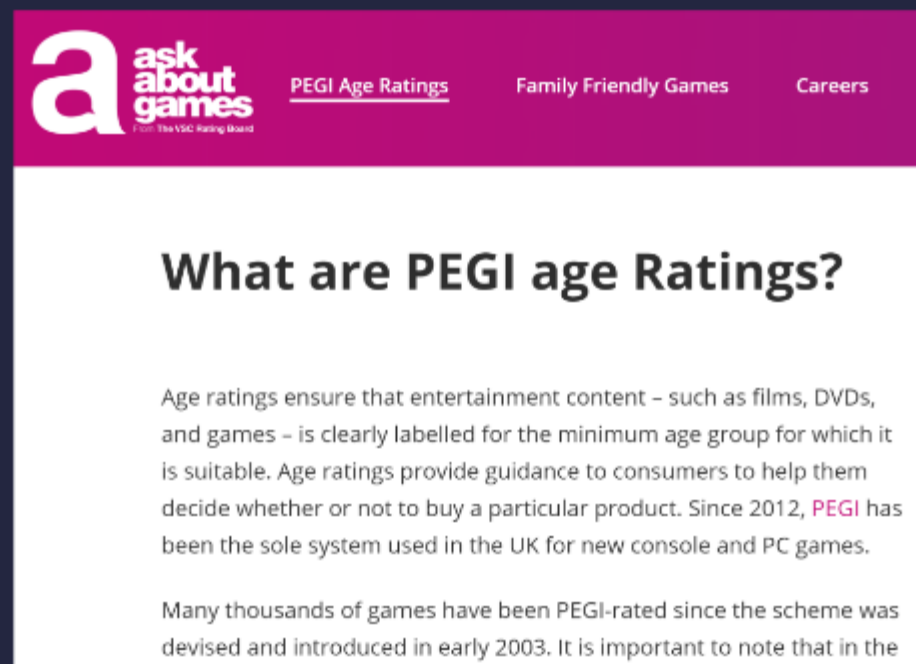 ask
about
games
From The VSC Rating Board
PEGI Age Ratings
Family Friendly Games
Careers
What are PEGI age Ratings?
Age ratings ensure that entertainment content – such as films, DVDs,
and games – is clearly labelled for the minimum age group for which it
is suitable. Age ratings provide guidance to consumers to help them
decide whether or not to buy a particular product. Since 2012, PEGI has
been the sole system used in the UK for new console and PC games.
Many thousands of games have been PEGI-rated since the scheme was
devised and introduced in early 2003. It is important to note that in the